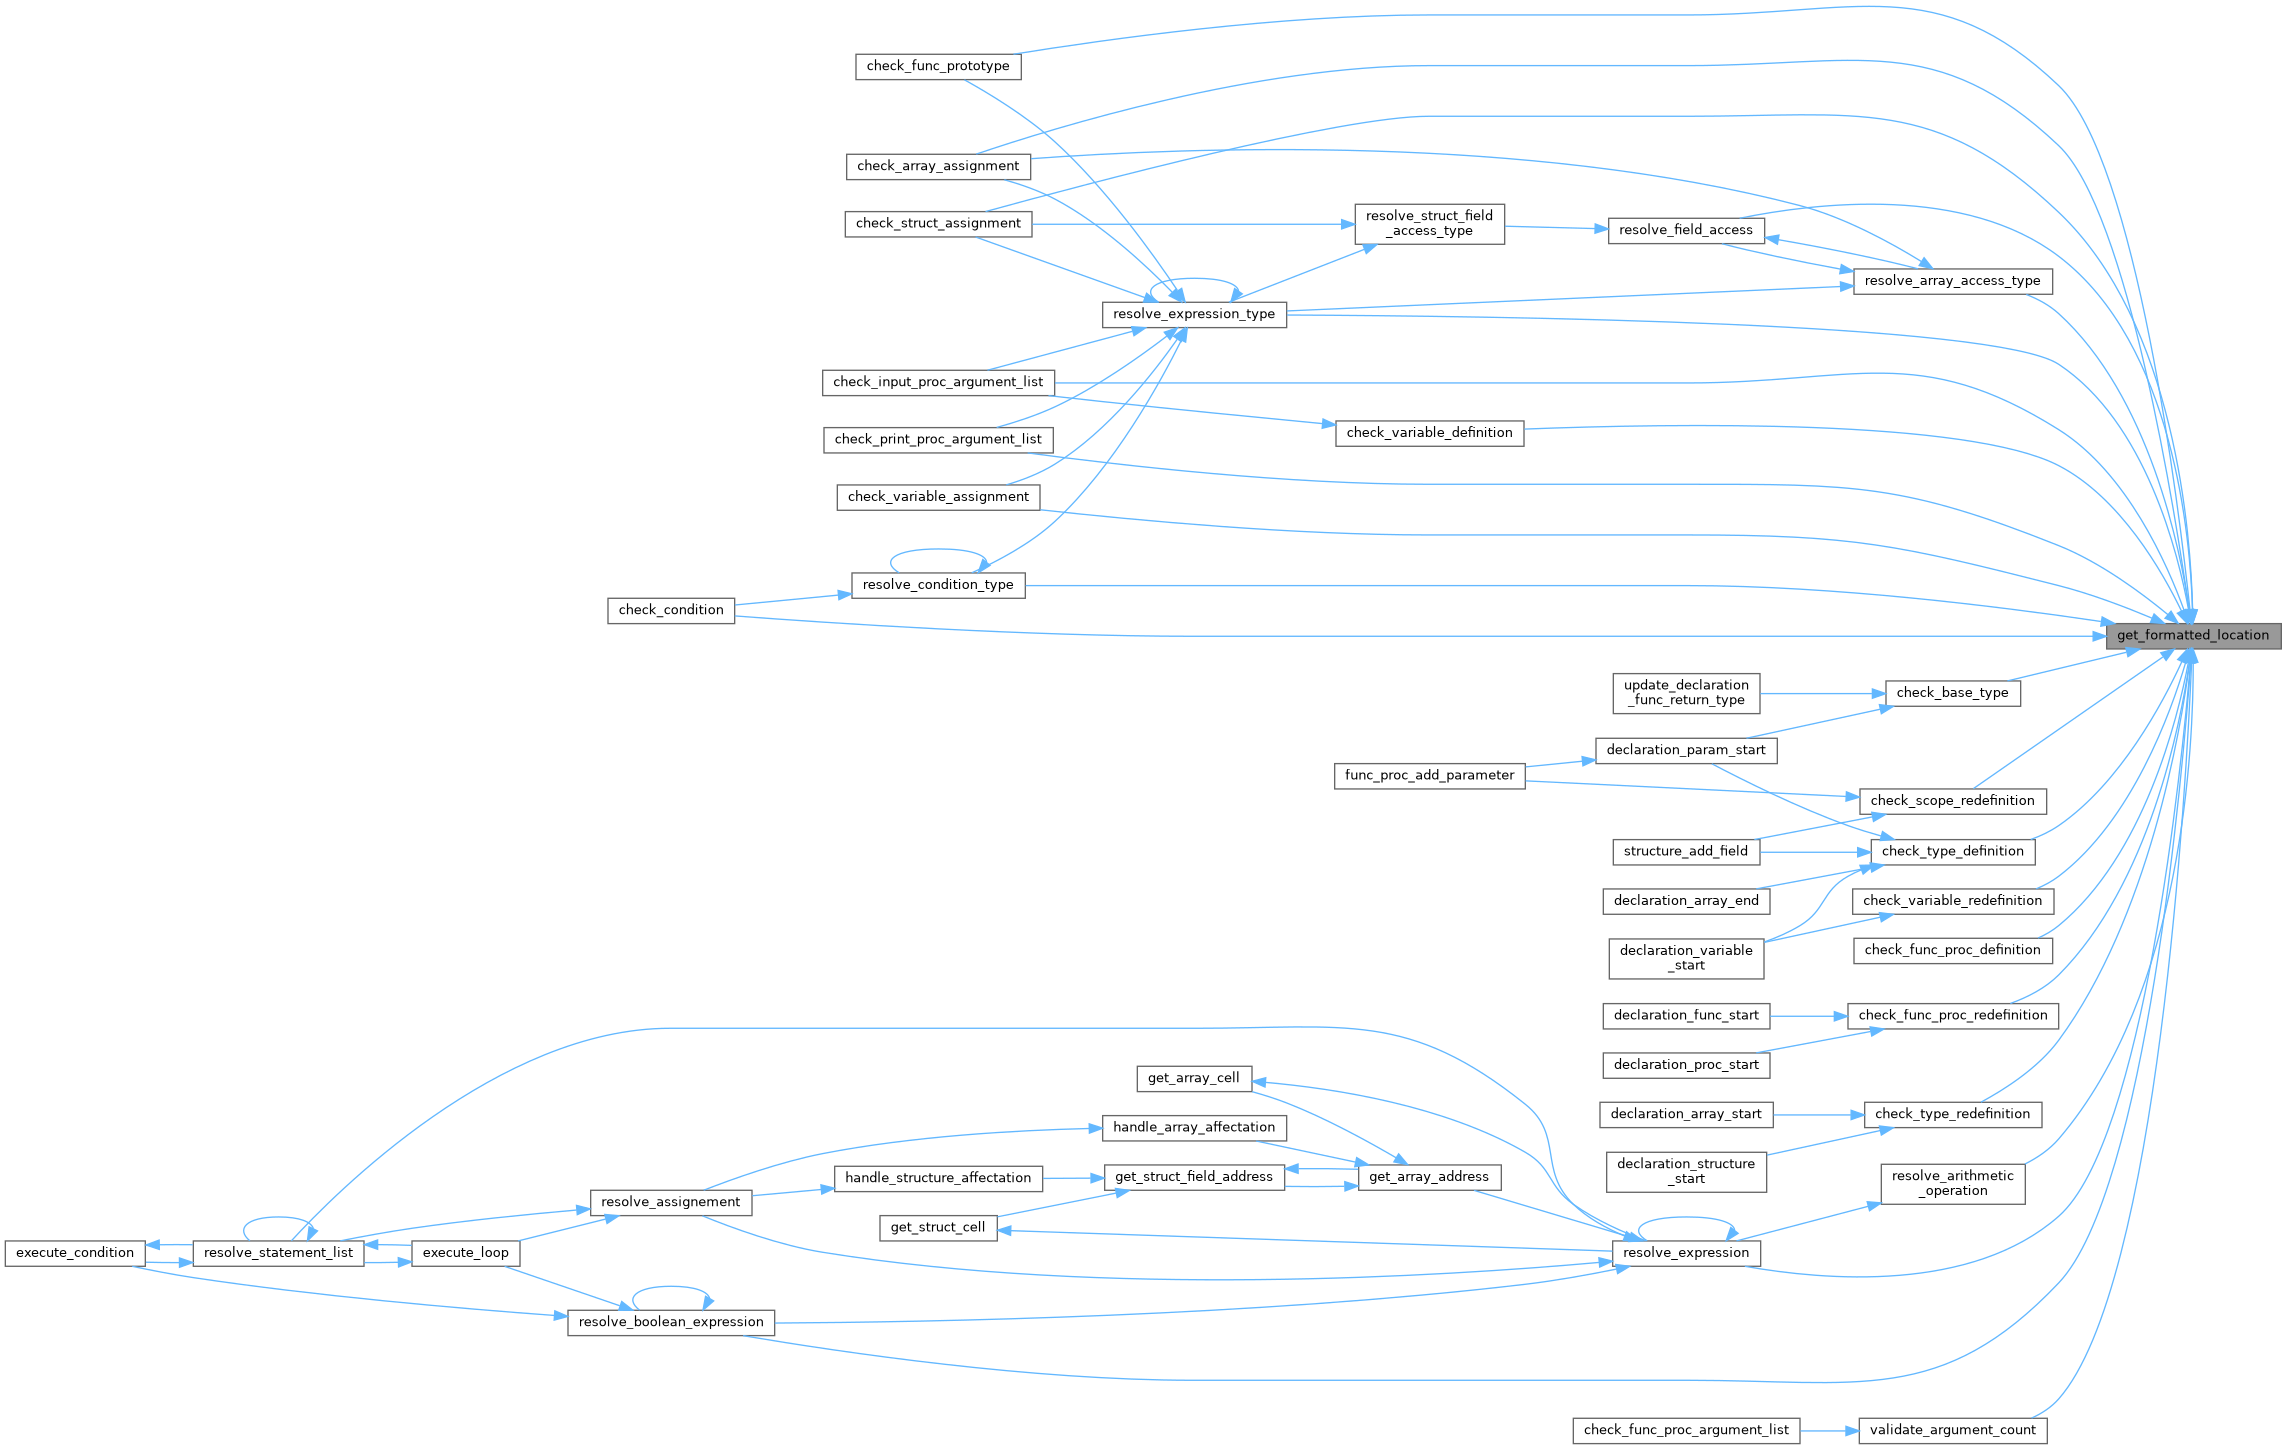 check_func_prototype
check_array_assignment
check_struct_assignment
resolve_struct_field
_access_type
resolve_field_access
resolve_array_access_type
resolve_expression_type
check_input_proc_argument_list
check_print_proc_argument_list
check_variable_definition
check_variable_assignment
resolve_condition_type
check_condition
get_formatted_location
update_declaration
_func_return_type
check_base_type
declaration_param_start
func_proc_add_parameter
check_scope_redefinition
structure_add_field
check_type_definition
declaration_array_end
check_variable_redefinition
declaration_variable
_start
check_func_proc_definition
declaration_func_start
check_func_proc_redefinition
declaration_proc_start
get_array_cell
declaration_array_start
check_type_redefinition
handle_array_affectation
declaration_structure
_start
handle_structure_affectation
get_struct_field_address
get_array_address
resolve_arithmetic
_operation
resolve_assignement
get_struct_cell
execute_condition
resolve_statement_list
execute_loop
resolve_expression
resolve_boolean_expression
check_func_proc_argument_list
validate_argument_count